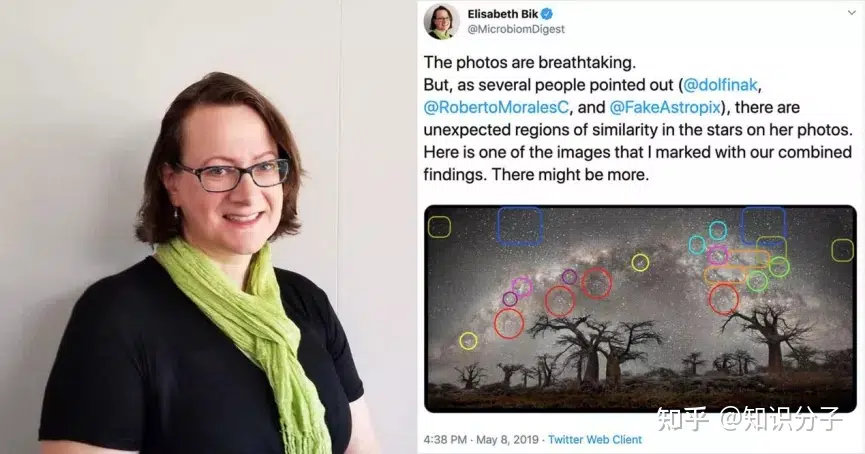 Elisabeth Bik
@MicrobiomDigest
The photos are breathtaking.
But, as several people pointed out (@dolfinak,
@RobertoMoralesC, and @FakeAstropix), there are
unexpected regions of similarity in the stars on her photos.
Here is one of the images that I marked with our combined
findings. There might be more.
知乎 @知识分子
4:38 PM · May 8, 2019 · Twitter Web Client